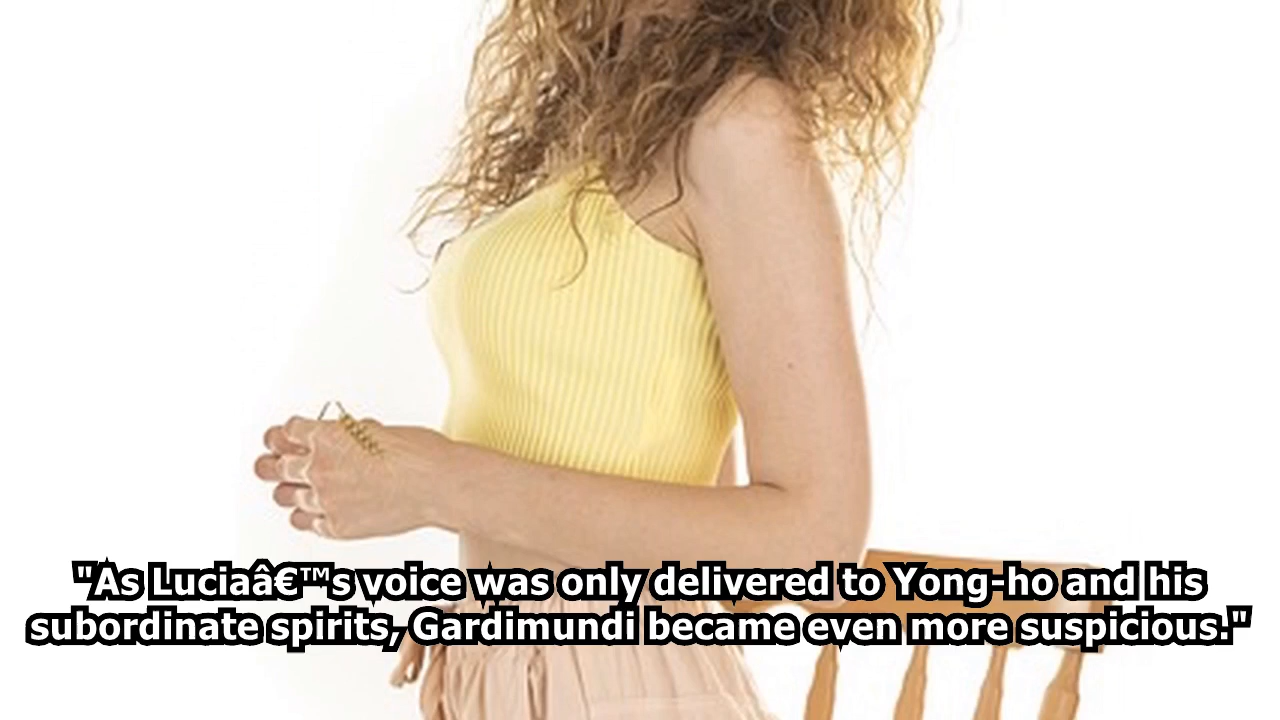 "As Luciaâ€™s voice was only delivered to Yong-ho and his
subordinate spirits, Gardimundi became even more suspicious."